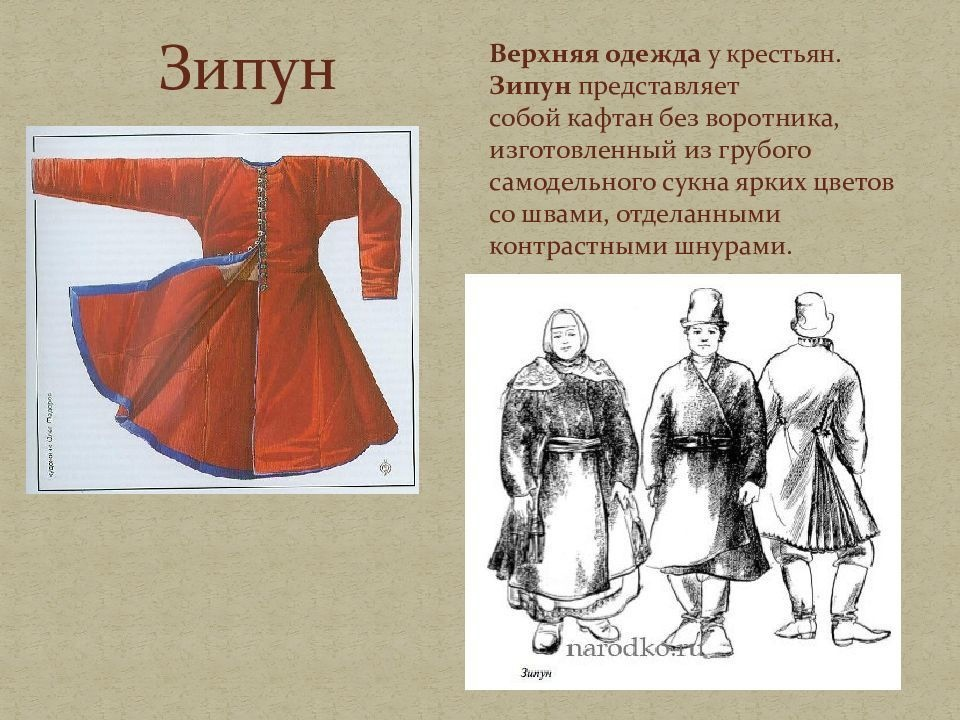 Зипун
Верхняя одежда у крестьян.
Зипун представляет
собой кафтан без воротника,
изготовленный из грубого
самодельного сукна ярких цветов
со швами, отделанными
контрастными шнурами.
narodko.ru
Зипун